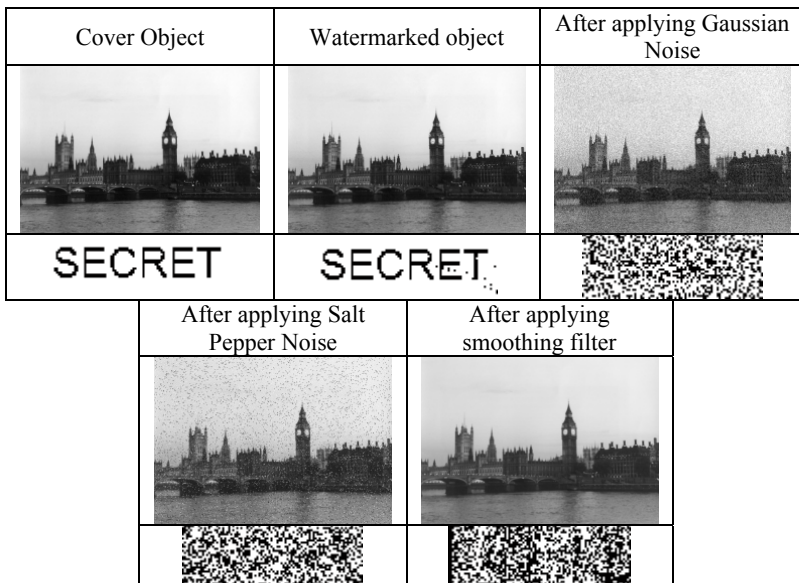 Cover Object
Watermarked object
After applying Gaussian
Noise
SECRET
SECRET
After applying Salt
Pepper Noise
After applying
smoothing filter